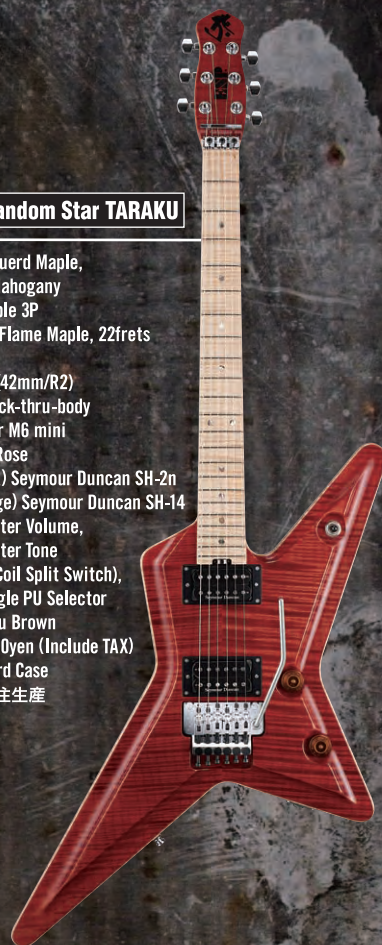 andom Star TARAKU
uerd Maple,
ahogany
ple 3P
Flame Maple, 22frets
42mm/R2)
ck-thru-body
r M6 mini
Rose
) Seymour Duncan SH-2n
ge) Seymour Duncan SH-14
ter Volume,
ter Tone
Coil Split Switch),
gle PU Selector
u Brown
0yen (Include TAX)
rd Case
注生産
ESP